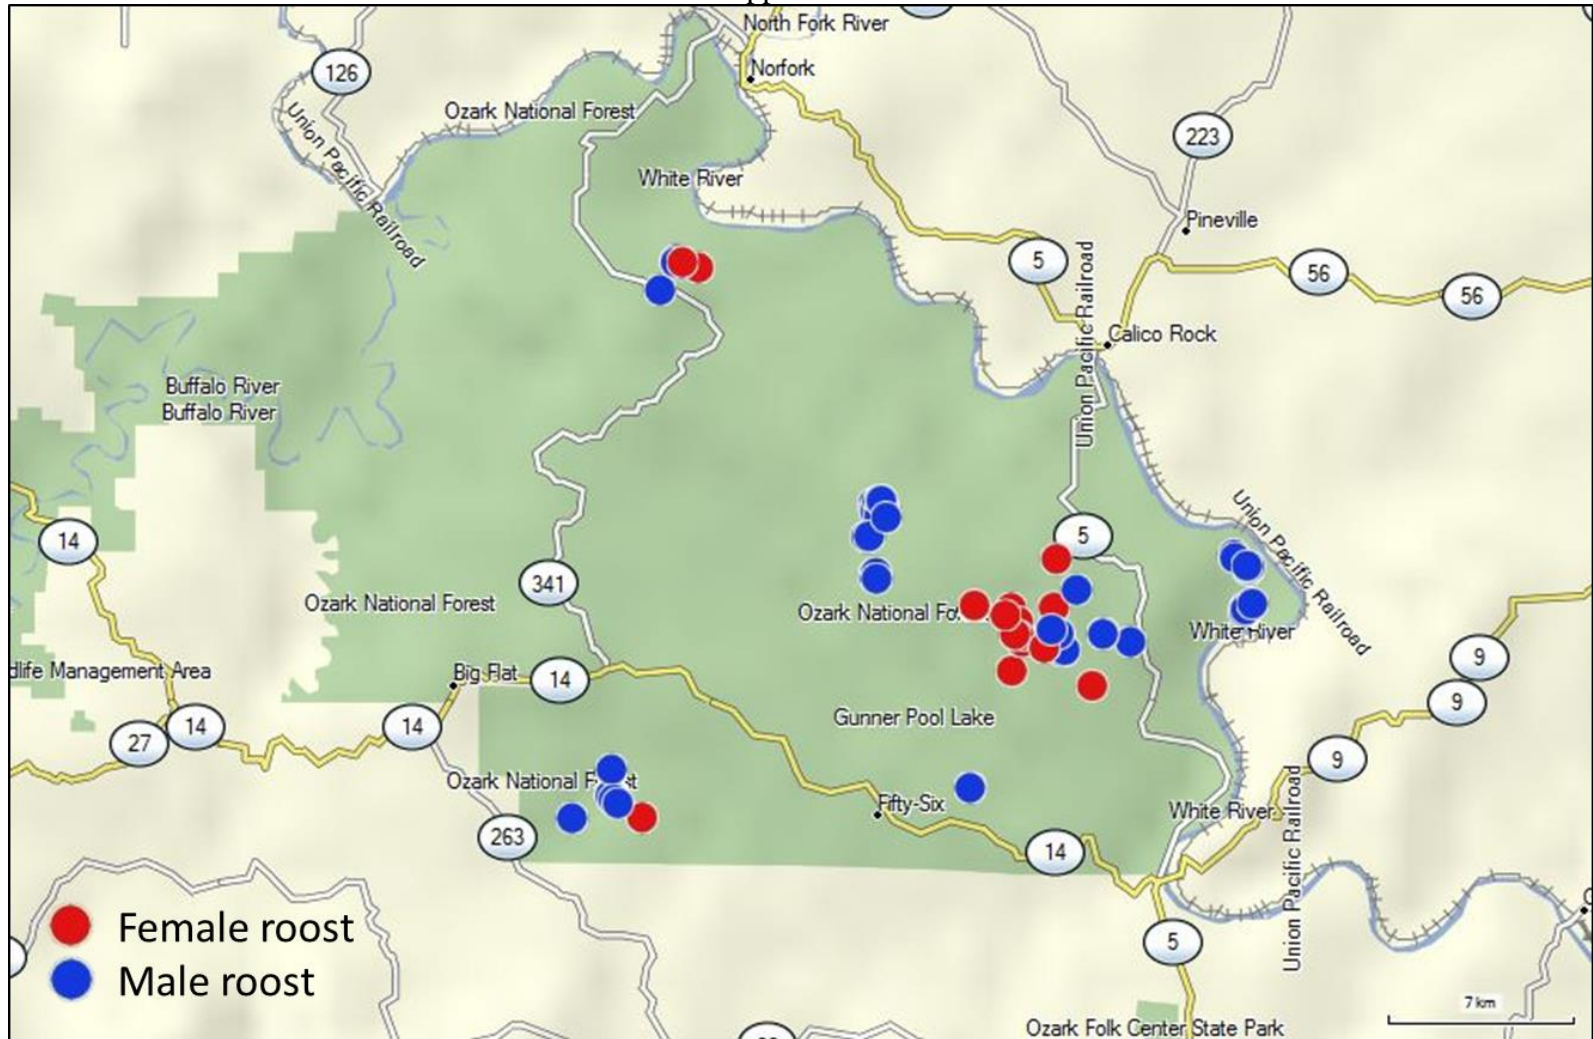 North Fork River
Norfork
126
Ozark National Forest
Union Pacific Railroad
223
White River
Pineville
5
56
56
Union Pacific Railroad
Calico Rock
Buffalo River
Buffalo River
14
5
Union Pacific Railroad
341
Ozark National Forest
Ozark National Fo
White River
9
dlife Management Area
Big Flat
14
9
Gunner Pool Lake
27
14
14
9
Ozark National F st
Fifty-Six
White River
Union Pacific Railroad
263
14
Female roost
5
Male roost
7 km
Ozark Folk Center State Park